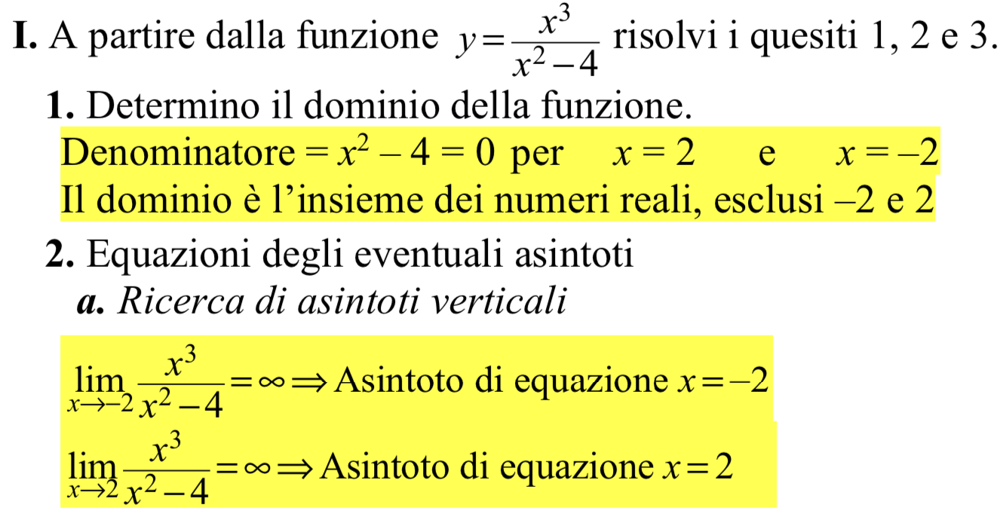 I. A partire dalla funzione y = x³/(x² – 4) risolvi i quesiti 1, 2 e 3.
1. Determino il dominio della funzione.
Denominatore = x² – 4 = 0 per x = 2 e x = –2
Il dominio è l’insieme dei numeri reali, esclusi –2 e 2
2. Equazioni degli eventuali asintoti
a. Ricerca di asintoti verticali
lim x→–2 x³/(x² – 4) = ∞ ⇒ Asintoto di equazione x = –2
lim x→2 x³/(x² – 4) = ∞ ⇒ Asintoto di equazione x = 2